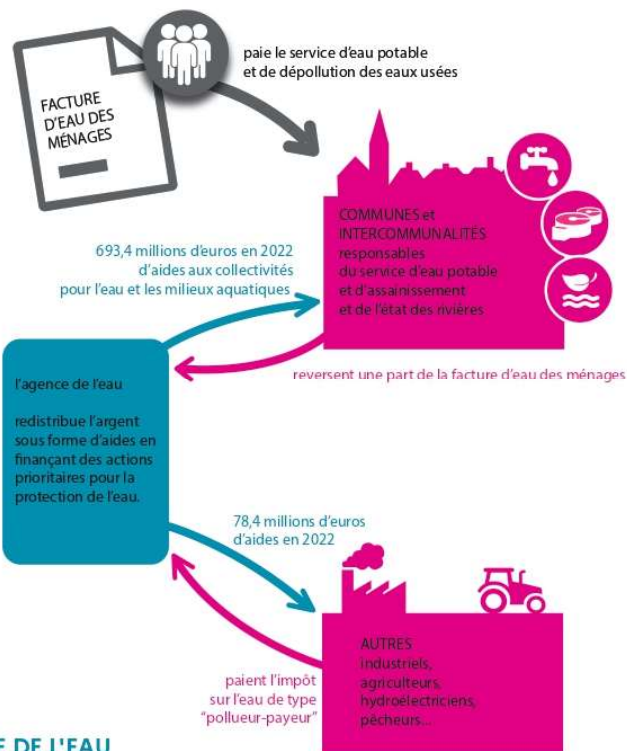 paie le service d'eau potable
et de dépollution des eaux usées
FACTURE
D'EAU DES
MÉNAGES
COMMUNES et
INTERCOMMUNALITÉS
responsables
du service d'eau potable
et d'assainissement
et de l'état des rivières
693,4 millions d'euros en 2022
d'aides aux collectivités
pour l'eau et les milieux aquatiques
reversent une part de la facture d'eau des ménages
l'agence de l'eau
redistribue l'argent
sous forme d'aides en
finançant des actions
prioritaires pour la
protection de l'eau.
78,4 millions d'euros
d'aides en 2022
paient l'impôt
sur l'eau de type
"pollueur-payeur"
AUTRES
industriels,
agriculteurs,
hydroélectriciens,
pêcheurs...
DE L'EAU